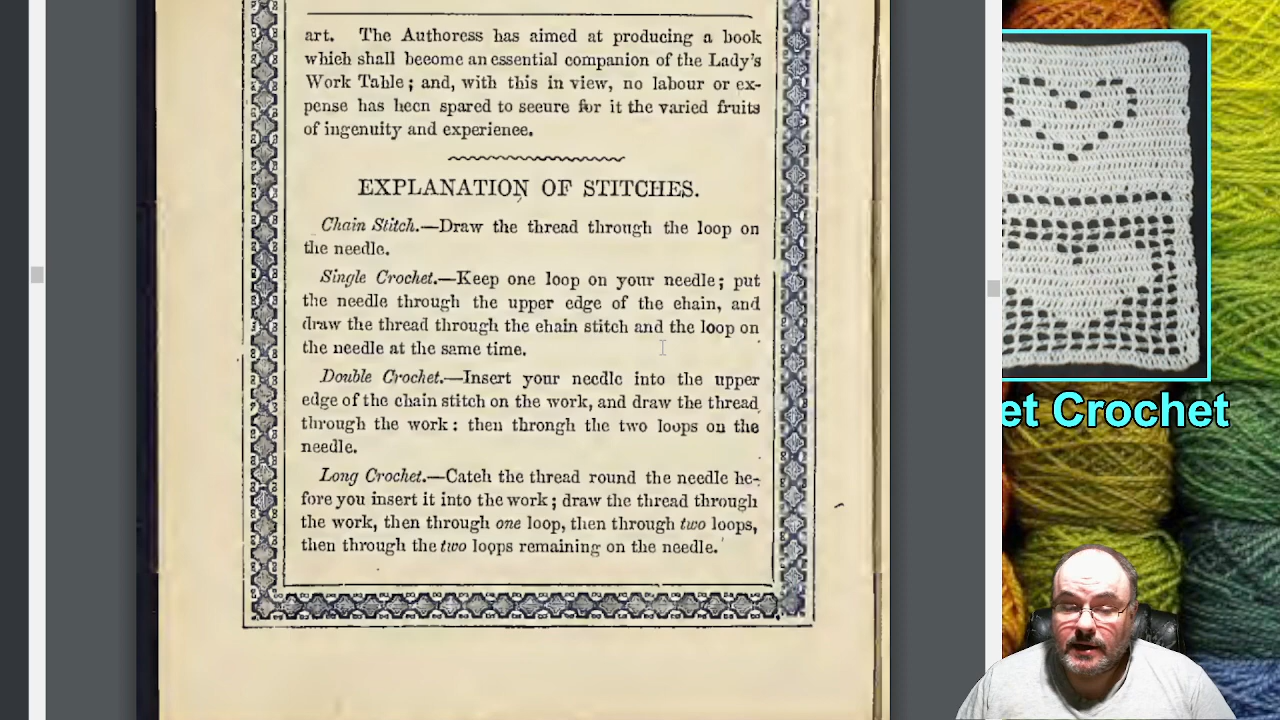 art. The Authoress has aimed at producing a book
which shall become an essential companion of the Lady's
Work Table; and, with this in view, no labour or ex-
pense has been spared to secure for it the varied fruits
of ingenuity and experience.
EXPLANATION OF STITCHES.
Chain Stitch.—Draw the thread through the loop on
the needle.
Single Crochet.—Keep one loop on your needle; put
the needle through the upper edge of the chain, and
draw the thread through the chain stitch and the loop on
the needle at the same time.
Double Crochet.—Insert your needle into the upper
edge of the chain stitch on the work, and draw the thread
through the work: then through the two loops on the
needle.
Long Crochet.—Catch the thread round the needle be-
fore you insert it into the work; draw the thread through
the work, then through one loop, then through two loops,
then through the two loops remaining on the needle.
et Crochet